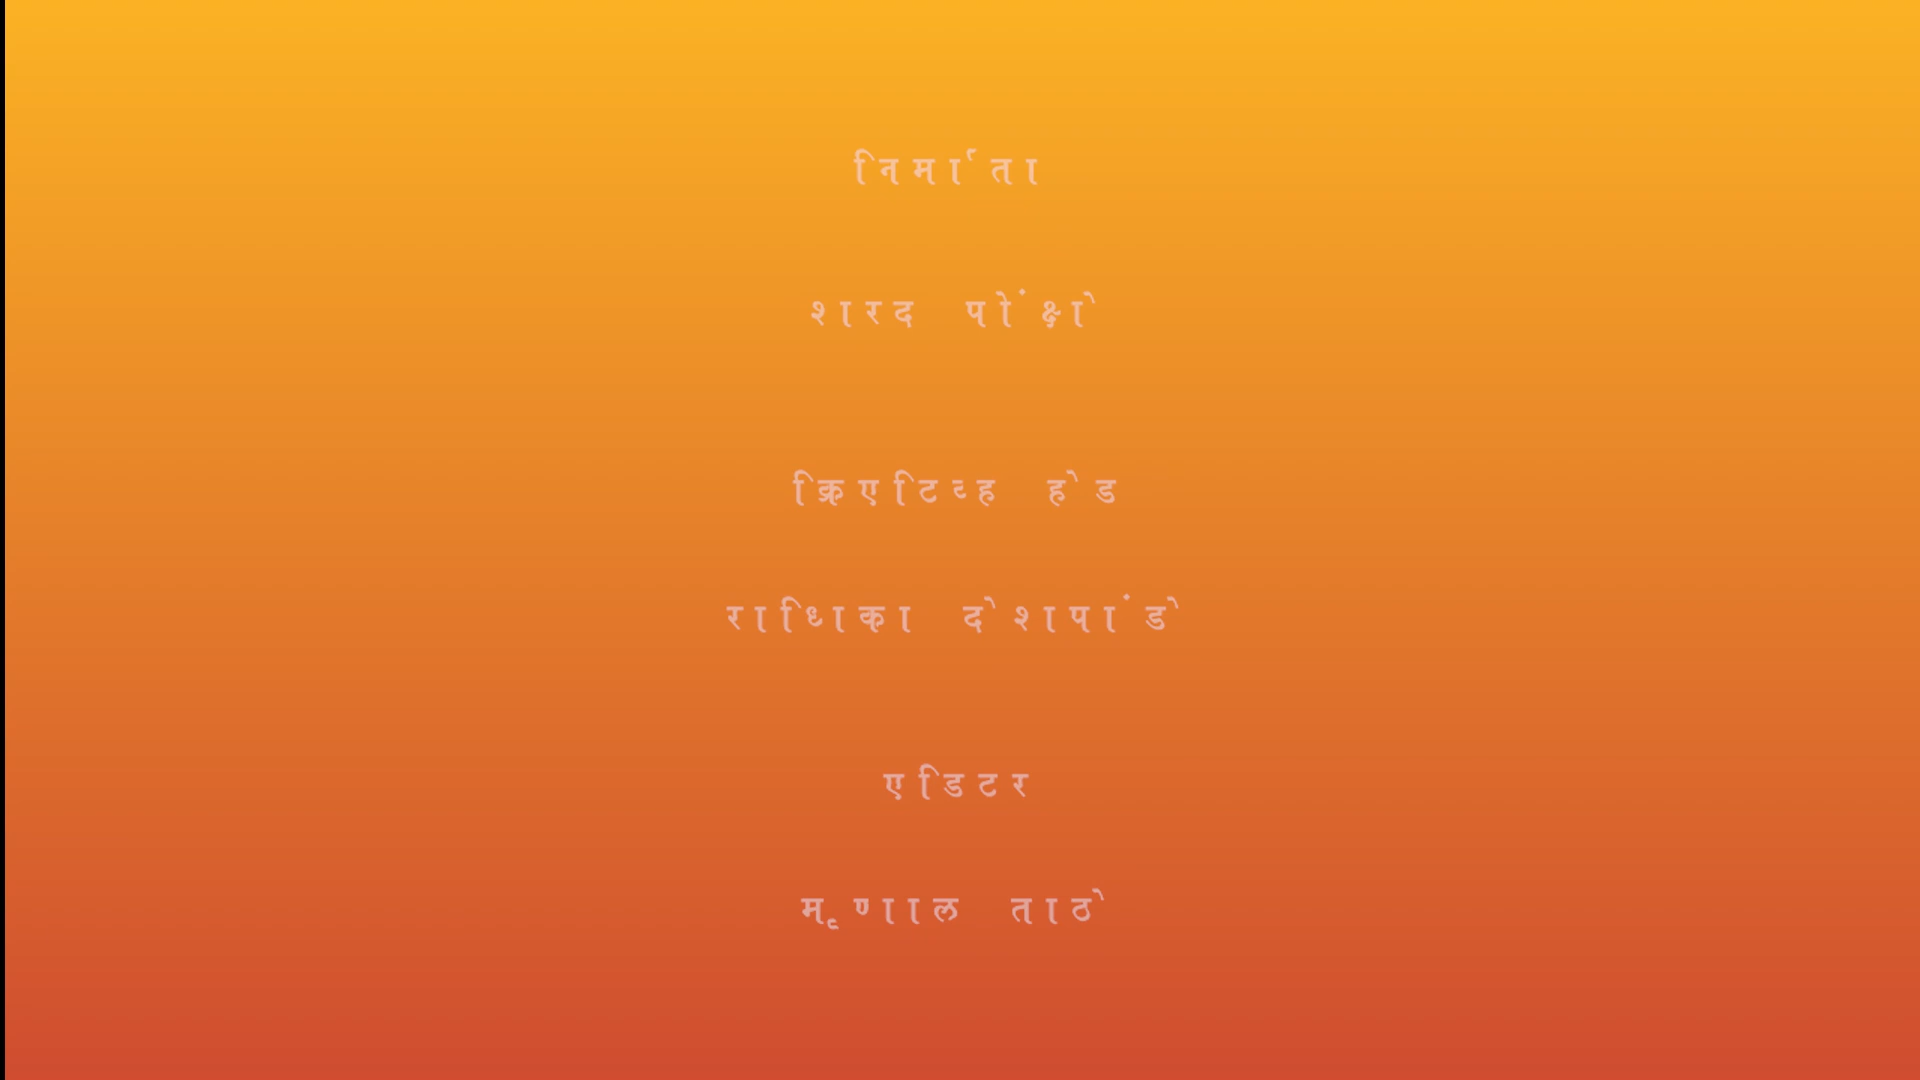 निर्माता
शरद पोंक्षे
क्रिएटिव्ह हेड
राधिका देशपांडे
एडिटर
मृणाल ताठे